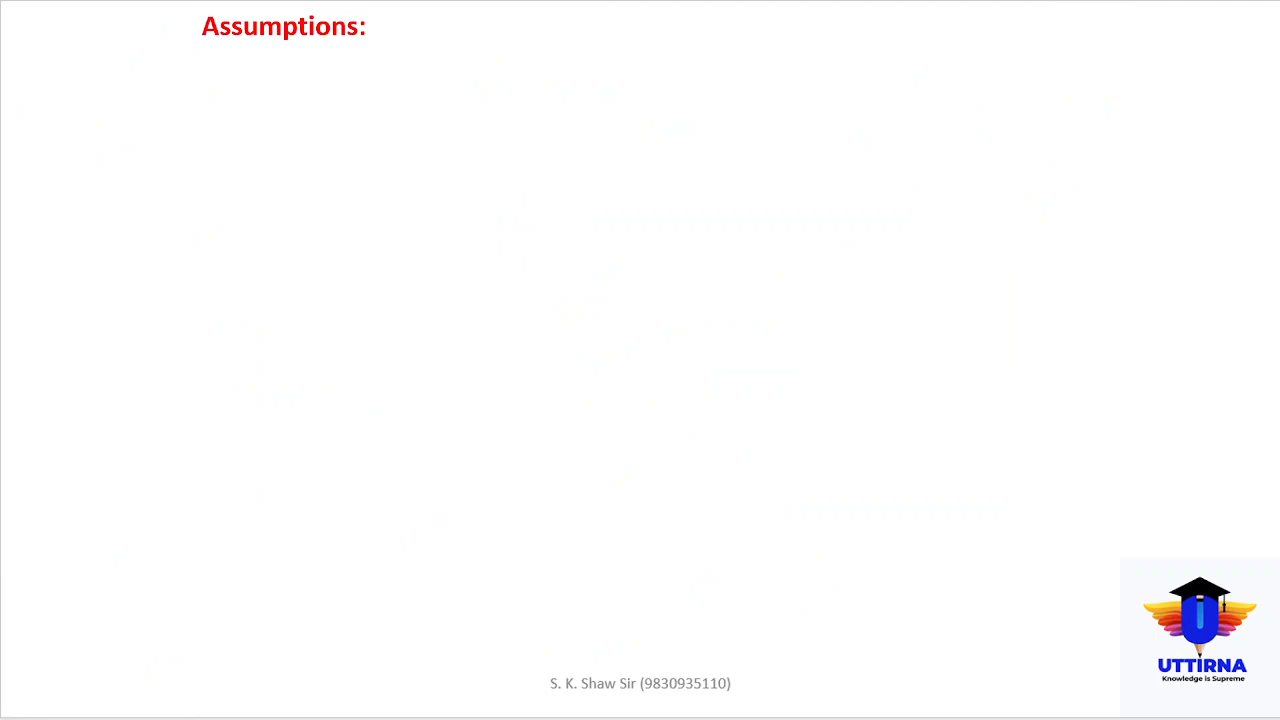 Assumptions:
S. K. Shaw Sir (9830935110)
UTTIRNA
Knowledge is Supreme